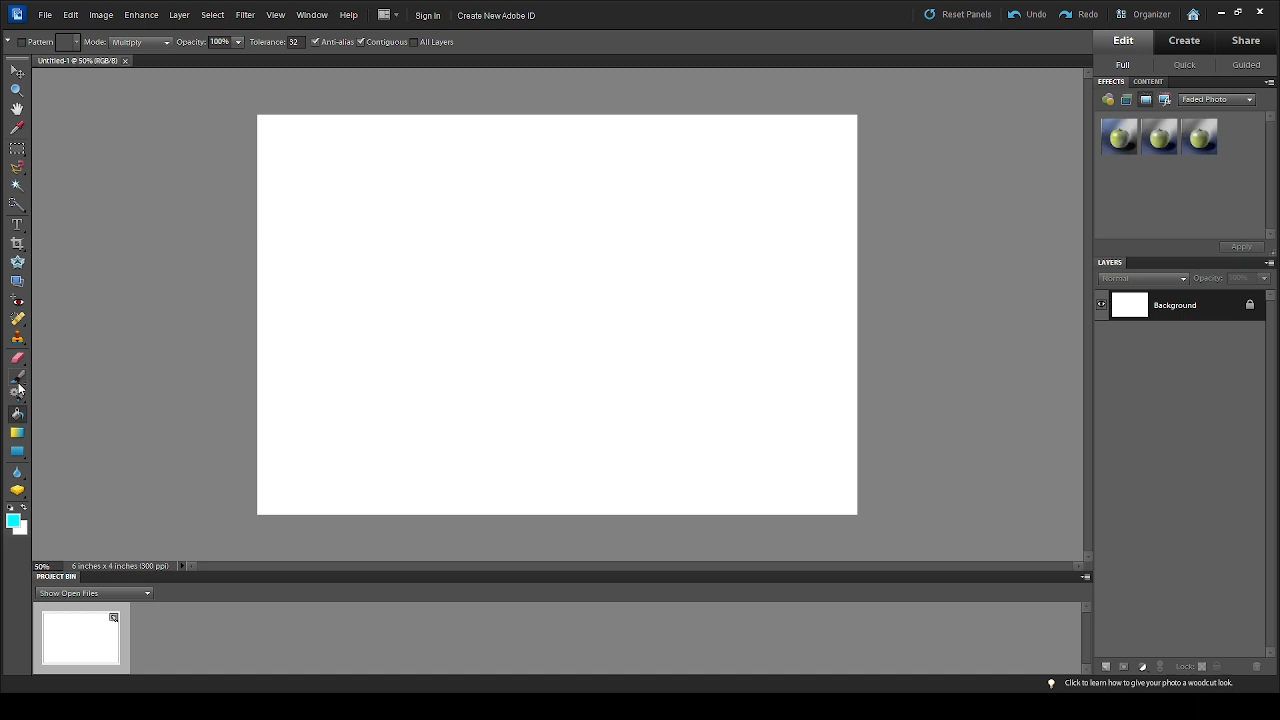 File Edit Image Enhance Layer Select Filter View Window Help Sign In Create New Adobe ID Reset Panels Undo Redo Organizer
Pattern Mode: Multiply Opacity: 100% Tolerance: 32 Anti-alias Contiguous All Layers
Edit Create Share
Untitled-1 @ 50% (RGB/8) ×
Full Quick Guided
EFFECTS CONTENT
Faded Photo
Apply
LAYERS
Normal Opacity: 100%
Background
T
50% 6 inches x 4 inches (300 ppi)
PROJECT BIN
Show Open Files
Lock:
Click to learn how to give your photo a woodcut look.